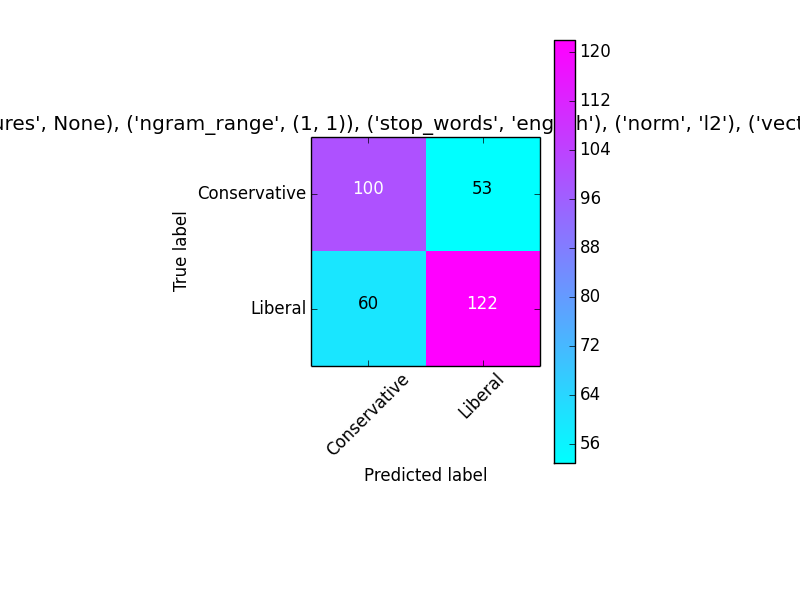 ures', None), ('ngram_range', (1, 1)), ('stop_words', 'english'), ('norm', 'l2'), ('vect
120
112
104
96
88
80
72
64
56
Conservative
Liberal
True label
100 53
60 122
Conservative
Liberal
Predicted label